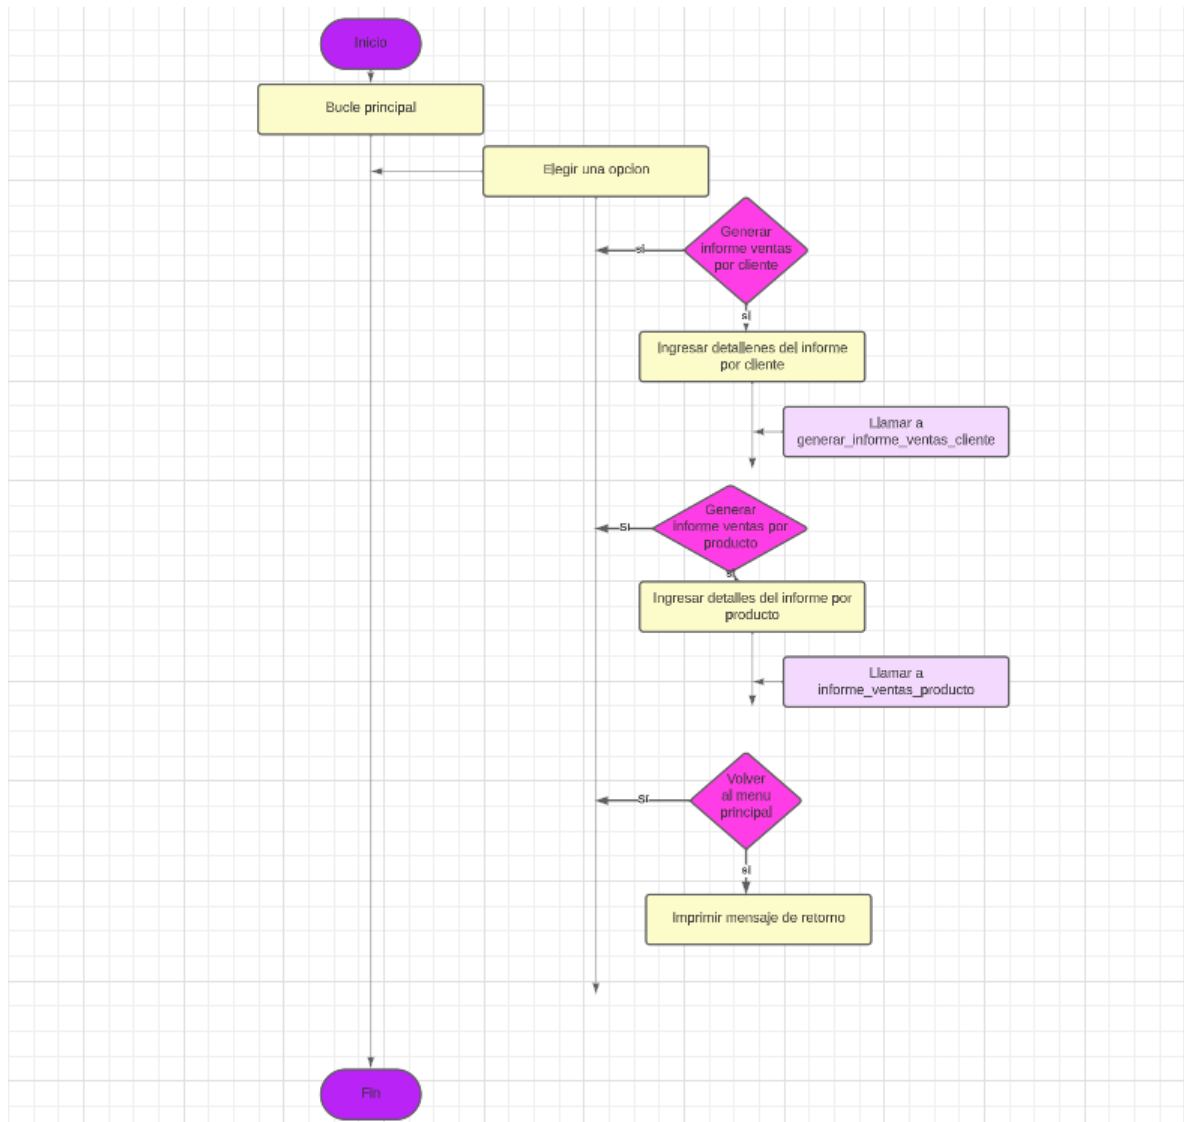 Inicio
Bucle principal
Elegir una opcion
Generar
informe ventas
por cliente
si
si
Ingresar detallenes del informe
por cliente
Llamar a
generar_informe_ventas_cliente
Generar
informe ventas por
producto
SI
si
Ingresar detalles del informe por
producto
Llamar a
informe_ventas_producto
Volver
al menu
principal
SI
si
Imprimir mensaje de retorno
Fin